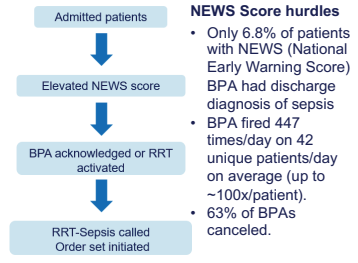 Admitted patients
Elevated NEWS score
BPA acknowledged or RRT
activated
RRT-Sepsis called
Order set initiated
NEWS Score hurdles
• Only 6.8% of patients
with NEWS (National
Early Warning Score)
BPA had discharge
diagnosis of sepsis
• BPA fired 447
times/day on 42
unique patients/day
on average (up to
~100x/patient).
• 63% of BPAs
canceled.